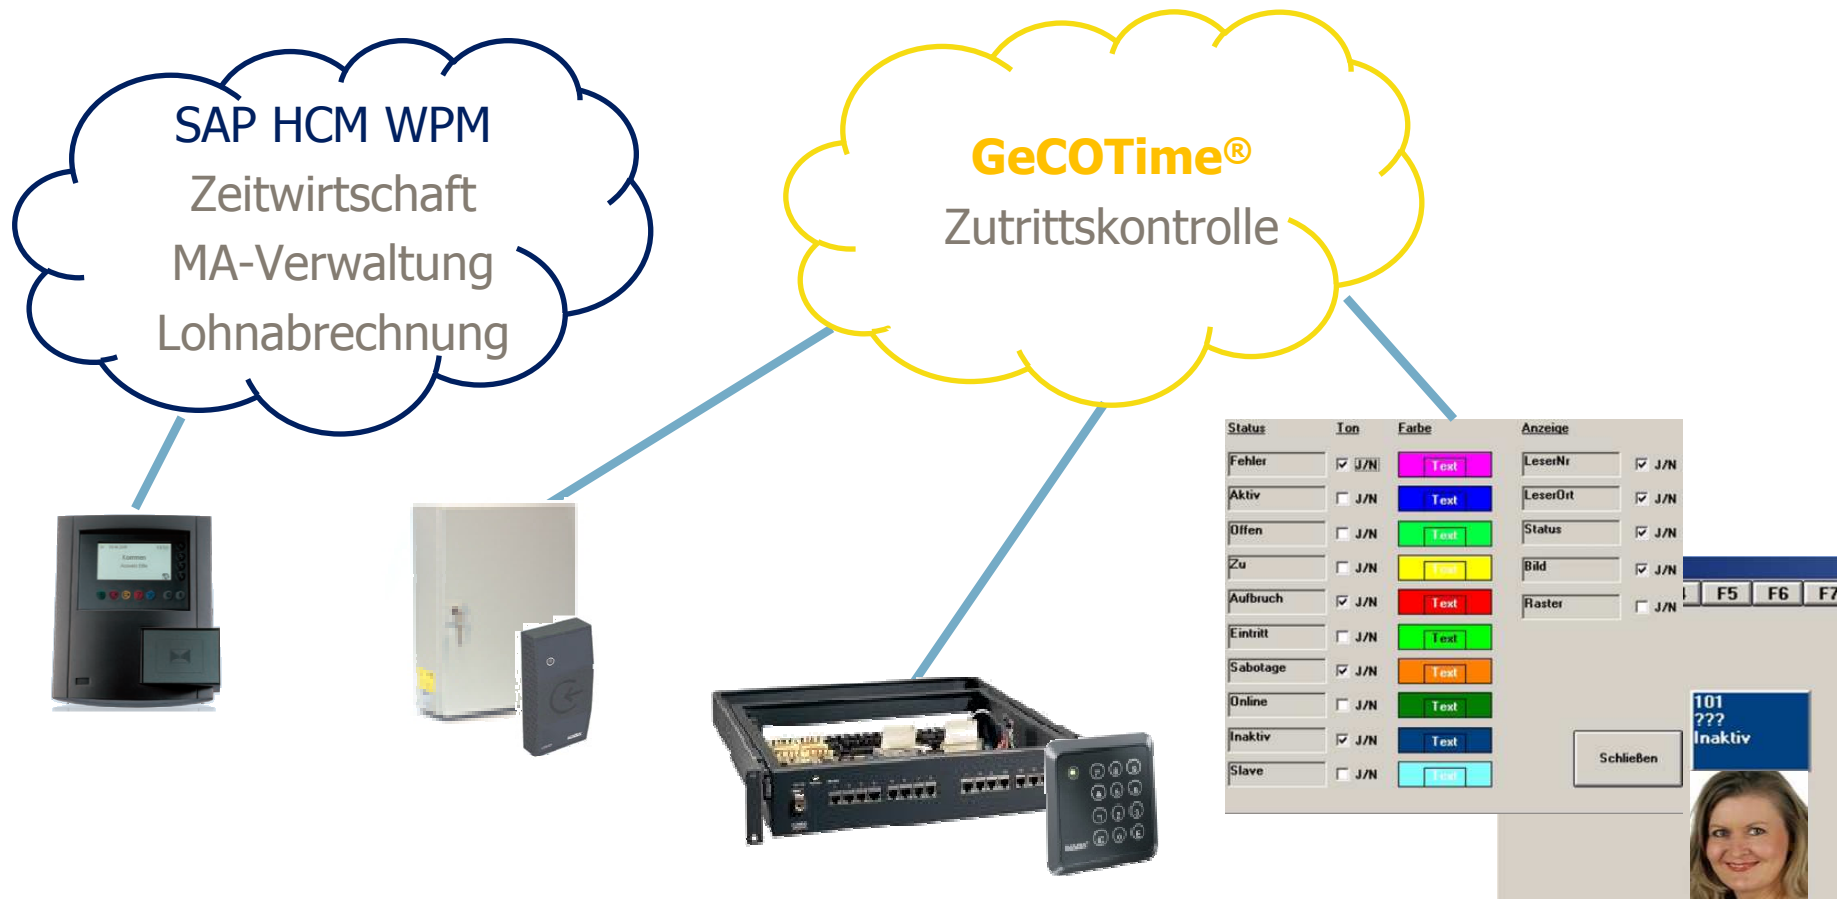 SAP HCM WPM
Zeitwirtschaft
MA-Verwaltung
Lohnabrechnung
GeCOTime®
Zutrittskontrolle
Status Ton Farbe Anzeige
Fehler J/N Text LeserNr J/N
Aktiv J/N Text LeserOrt J/N
Offen J/N Text Status J/N
Zu J/N Text Bild J/N
Aufbruch J/N Text Raster J/N
Eintritt J/N Text
Sabotage J/N Text
Online J/N Text
Inaktiv J/N Text
Slave J/N Text
Schließen
F5 F6 F7
101
???
Inaktiv